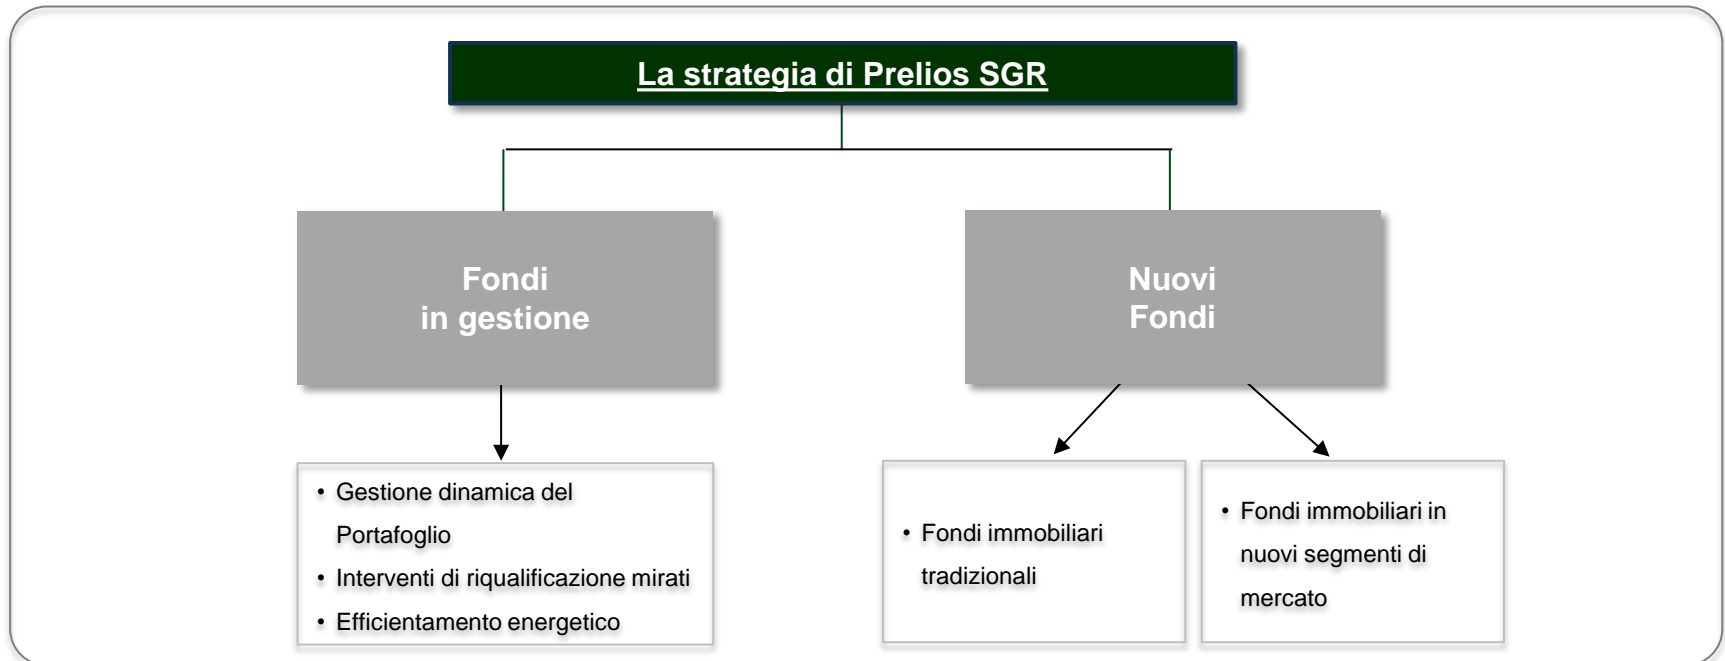 La strategia di Prelios SGR
Fondi
in gestione
Nuovi
Fondi
• Gestione dinamica del
Portafoglio
• Interventi di riqualificazione mirati
• Efficientamento energetico
• Fondi immobiliari
tradizionali
• Fondi immobiliari in
nuovi segmenti di
mercato